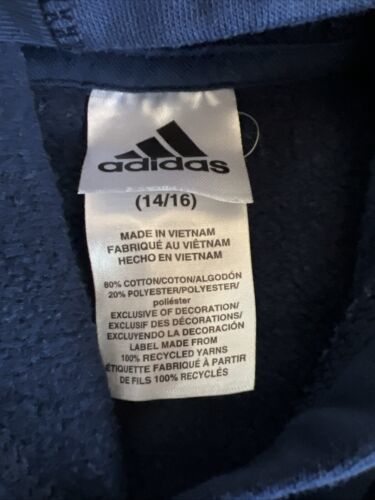 adidas
(14/16)
MADE IN VIETNAM
FABRIQUÉ AU VIÊTNAM
HECHO EN VIETNAM
80% COTTON/COTON/ALGODÓN
20% POLYESTER/POLYESTER/
poliéster
EXCLUSIVE OF DECORATION/
EXCLUSIF DES DÉCORATIONS/
EXCLUYENDO LA DECORACIÓN
LABEL MADE FROM
100% RECYCLED YARNS
ÉTIQUETTE FABRIQUÉ À PARTIR
DE FILS 100% RECYCLÉS